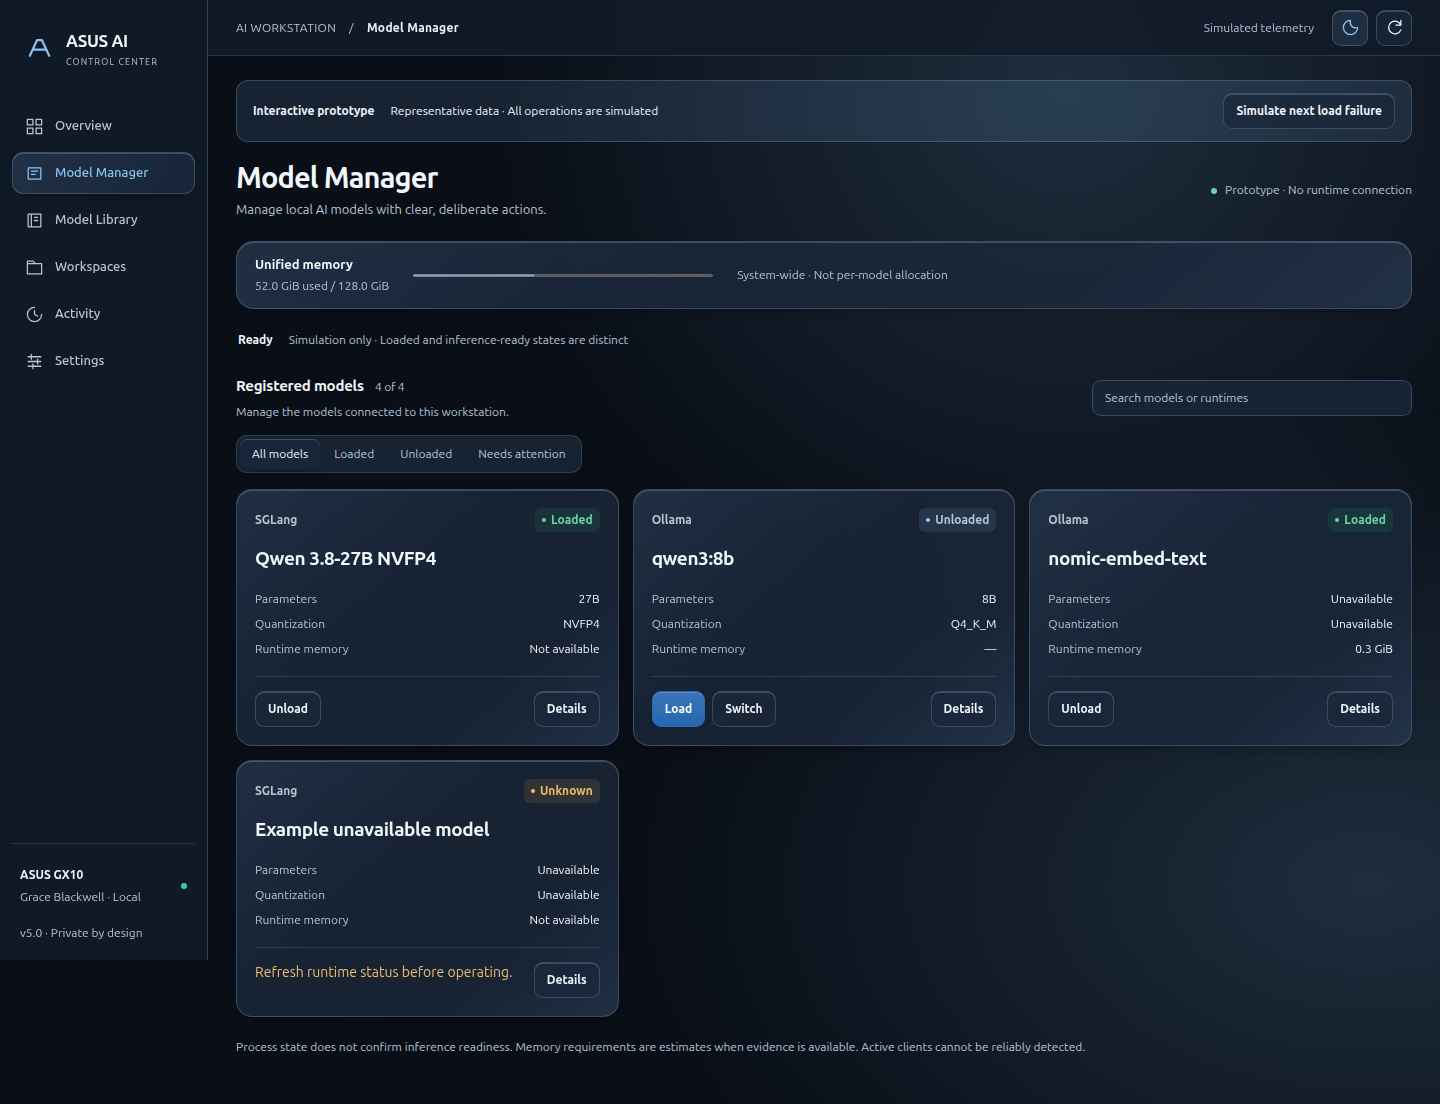 ASUS AI
CONTROL CENTER
Overview
Model Manager
Model Library
Workspaces
Activity
Settings
ASUS GX10
Grace Blackwell · Local
v5.0 · Private by design
AI WORKSTATION / Model Manager
Simulated telemetry
Interactive prototype Representative data · All operations are simulated
Simulate next load failure
Model Manager
Manage local AI models with clear, deliberate actions.
Prototype · No runtime connection
Unified memory
52.0 GiB used / 128.0 GiB
System-wide · Not per-model allocation
Ready Simulation only · Loaded and inference-ready states are distinct
Registered models 4 of 4
Manage the models connected to this workstation.
Search models or runtimes
All models Loaded Unloaded Needs attention
SGLang • Loaded
Qwen 3.8-27B NVFP4
Parameters 27B
Quantization NVFP4
Runtime memory Not available
Unload Details
Ollama • Unloaded
qwen3:8b
Parameters 8B
Quantization Q4_K_M
Runtime memory —
Load Switch Details
Ollama • Loaded
nomic-embed-text
Parameters Unavailable
Quantization Unavailable
Runtime memory 0.3 GiB
Unload Details
SGLang • Unknown
Example unavailable model
Parameters Unavailable
Quantization Unavailable
Runtime memory Not available
Refresh runtime status before operating. Details
Process state does not confirm inference readiness. Memory requirements are estimates when evidence is available. Active clients cannot be reliably detected.